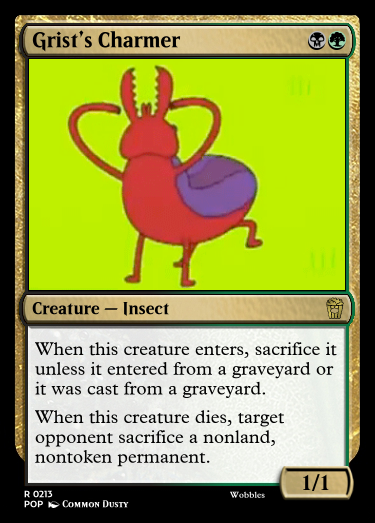 Grist's Charmer
Creature — Insect
When this creature enters, sacrifice it
unless it entered from a graveyard or
it was cast from a graveyard.
When this creature dies, target
opponent sacrifice a nonland,
nontoken permanent.
1/1
R 0213
POP Common Dusty
Wobbles